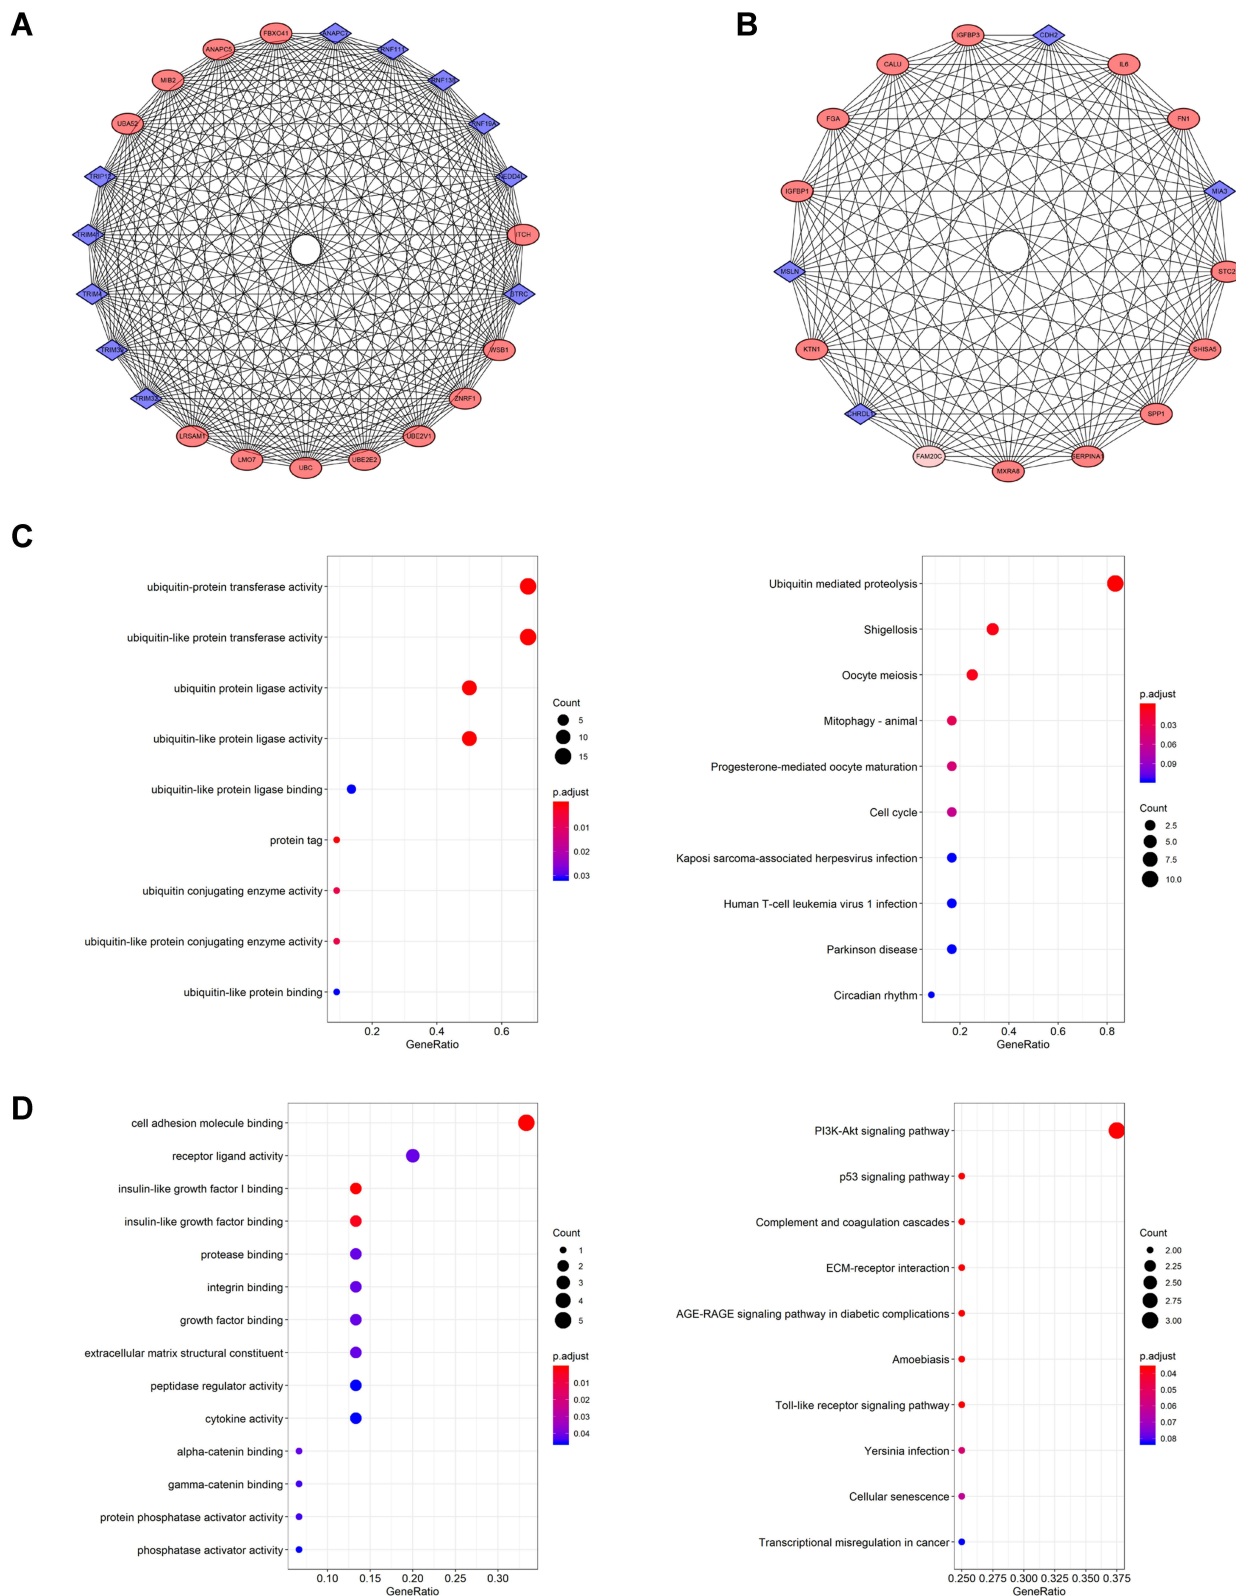 A
FBXO41
ANAPC5
MIB2
UBA52
ITCH
WSB1
ZNRF1
UBE2V1
UBE2E2
UBC
LMO7
LRSAM1
B
IGFBP3
CDH2
CALU
IL6
FGA
FN1
IGFBP1
MIA3
MSLN
STC2
KTN1
SHISA5
SPP1
FAM20C
MXRA8
C
ubiquitin-protein transferase activity
ubiquitin-like protein transferase activity
ubiquitin protein ligase activity
ubiquitin-like protein ligase activity
ubiquitin-like protein ligase binding
protein tag
ubiquitin conjugating enzyme activity
ubiquitin-like protein conjugating enzyme activity
ubiquitin-like protein binding
0.2 0.4 0.6
GeneRatio
Count
5
10
15
p.adjust
0.01
0.02
0.03
Ubiquitin mediated proteolysis
Shigellosis
Oocyte meiosis
Mitophagy - animal
Progesterone-mediated oocyte maturation
Cell cycle
Kaposi sarcoma-associated herpesvirus infection
Human T-cell leukemia virus 1 infection
Parkinson disease
Circadian rhythm
0.2 0.4 0.6 0.8
GeneRatio
p.adjust
0.03
0.06
0.09
Count
2.5
5.0
7.5
10.0
D
cell adhesion molecule binding
receptor ligand activity
insulin-like growth factor I binding
insulin-like growth factor binding
protease binding
integrin binding
growth factor binding
extracellular matrix structural constituent
peptidase regulator activity
cytokine activity
alpha-catenin binding
gamma-catenin binding
protein phosphatase activator activity
phosphatase activator activity
0.10 0.15 0.20 0.25 0.30
GeneRatio
Count
1
2
3
4
5
p.adjust
0.01
0.02
0.03
0.04
PI3K-Akt signaling pathway
p53 signaling pathway
Complement and coagulation cascades
ECM-receptor interaction
AGE-RAGE signaling pathway in diabetic complications
Amoebiasis
Toll-like receptor signaling pathway
Yersinia infection
Cellular senescence
Transcriptional misregulation in cancer
0.250 0.275 0.300 0.325 0.350 0.375
GeneRatio
Count
2.00
2.25
2.50
2.75
3.00
p.adjust
0.04
0.05
0.06
0.07
0.08